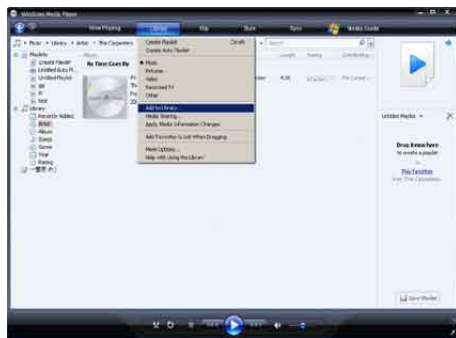 Windows Media Player
Now Playing
Library
Rip
Burn
Sync
Media Guide
Music
Library
Artist
The Carpenters
Create Playlist
Ctrl+N
Create Auto Playlist
Music
Pictures
Video
Recorded TV
Other
Add to Library...
Media Sharing...
Apply Media Information Changes
Add Favorites to List When Dragging
More Options...
Help with Using the Library
Search
Length
Rating
Contributing...
Playlists
Create Playlist
Untitled Playlist
test
Library
Recently Added
Artist
Album
Songs
Genre
Year
Rating
Album
As Time Goes By
4:38
Untitled Playlist
Drag items here
to create a playlist
or
Play favorites
from 'The Carpenters'.
Save Playlist